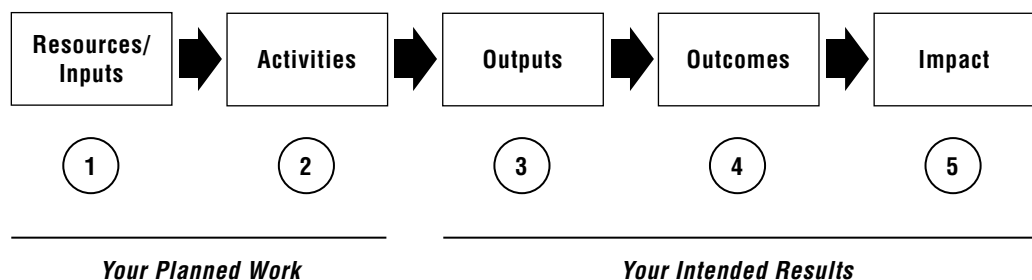 Resources/
Inputs
Activities
Outputs
Outcomes
Impact
1
2
3
4
5
Your Planned Work
Your Intended Results